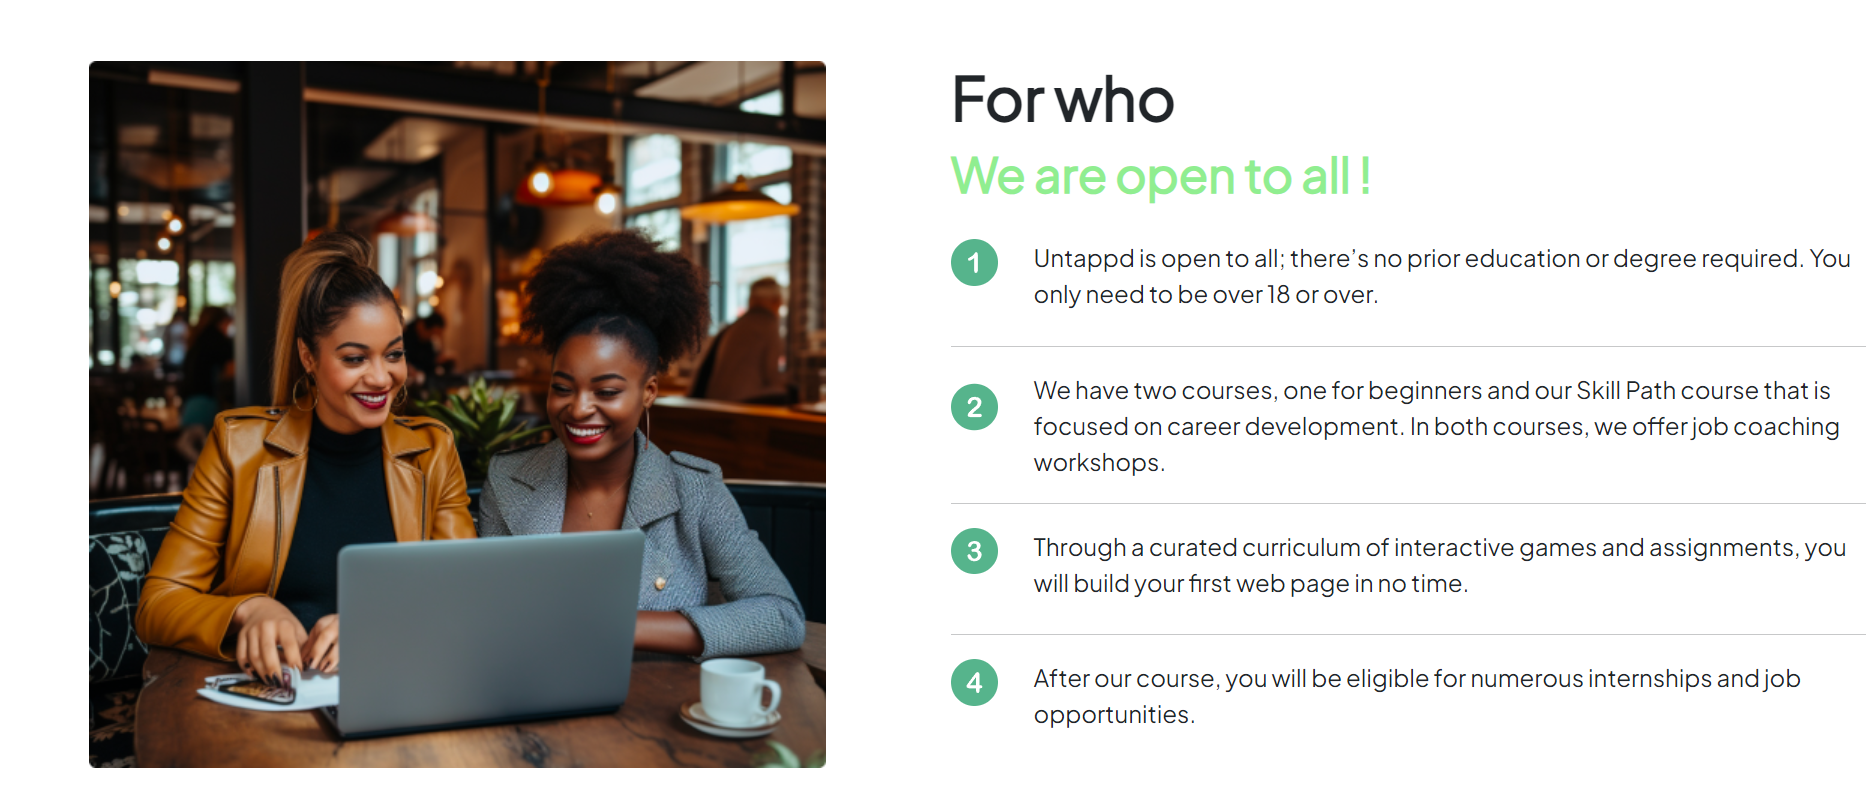 For who
We are open to all !
1
Untappd is open to all; there’s no prior education or degree required. You
only need to be over 18 or over.
2
We have two courses, one for beginners and our Skill Path course that is
focused on career development. In both courses, we offer job coaching
workshops.
3
Through a curated curriculum of interactive games and assignments, you
will build your first web page in no time.
4
After our course, you will be eligible for numerous internships and job
opportunities.